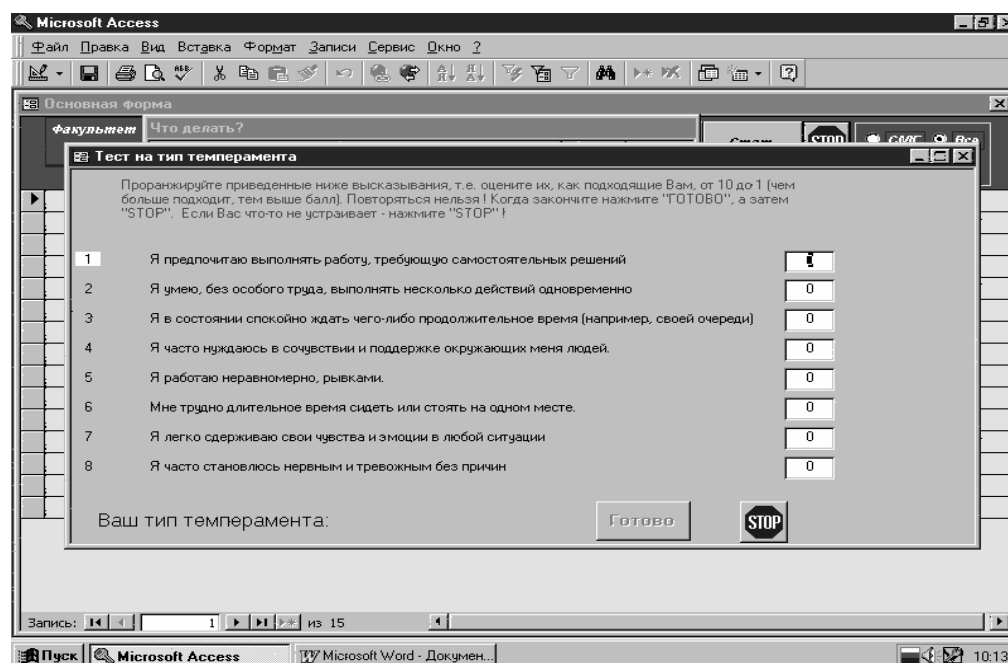 Microsoft Access
Файл Правка Вид Вставка Формат Записи Сервис Окно ?
Основная форма
Факультет Что делать?
STOP СМГ Все
Тест на тип темперамента
Проранжируйте приведенные ниже высказывания, т.е. оцените их, как подходящие Вам, от 10 до 1 (чем
больше подходит, тем выше балл). Повторяться нельзя ! Когда закончите нажмите "ГОТОВО", а затем
"STOP". Если Вас что-то не устраивает - нажмите "STOP" !
1 Я предпочитаю выполнять работу, требующую самостоятельных решений
2 Я умею, без особого труда, выполнять несколько действий одновременно 0
3 Я в состоянии спокойно ждать чего-либо продолжительное время (например, своей очереди) 0
4 Я часто нуждаюсь в сочувствии и поддержке окружающих меня людей. 0
5 Я работаю неравномерно, рывками. 0
6 Мне трудно длительное время сидеть или стоять на одном месте. 0
7 Я легко сдерживаю свои чувства и эмоции в любой ситуации 0
8 Я часто становлюсь нервным и тревожным без причин 0
Ваш тип темперамента: Готово STOP
Запись: 1 из 15
Пуск Microsoft Access Microsoft Word - Докумен... 10:13